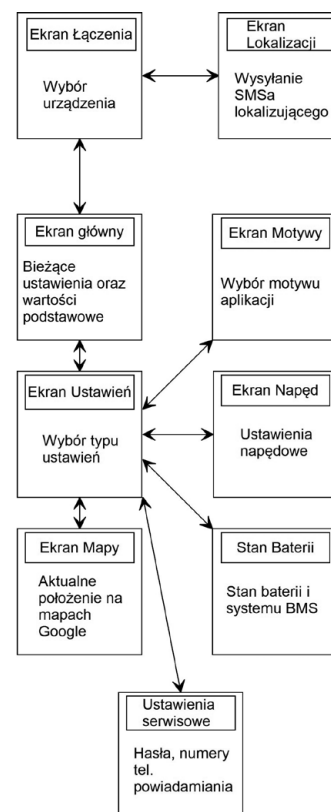 Ekran Łączenia
Wybór
urządzenia
Ekran
Lokalizacji
Wysyłanie
SMSa
lokalizującego
Ekran główny
Bieżące
ustawienia oraz
wartości
podstawowe
Ekran Motywy
Wybór motywu
aplikacji
Ekran Ustawień
Wybór typu
ustawień
Ekran Napęd
Ustawienia
napędowe
Ekran Mapy
Aktualne
położenie na
mapach
Google
Stan Baterii
Stan baterii i
systemu BMS
Ustawienia
serwisowe
Hasła, numery
tel.
powiadamiania